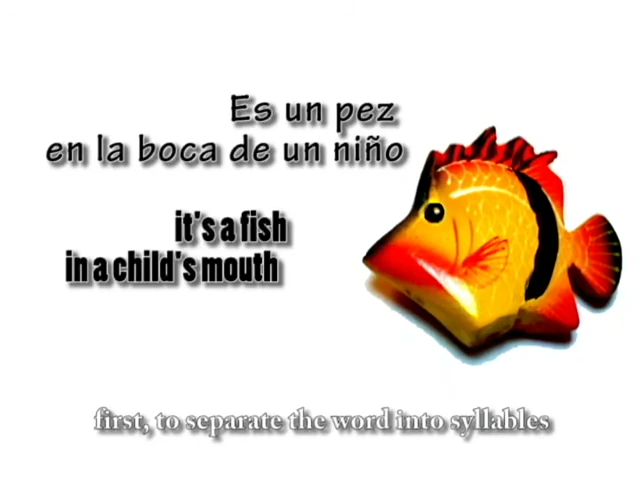 Es un pez
en la boca de un niño
it's a fish
in a child's mouth
first, to separate the word into syllables